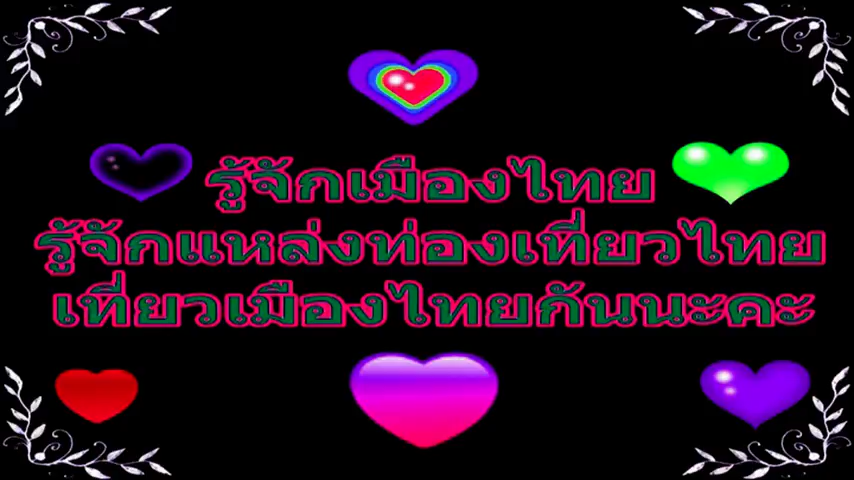 รู้จักเมืองไทย
รู้จักแหล่งท่องเที่ยวไทย
เที่ยวเมืองไทยกันนะคะ